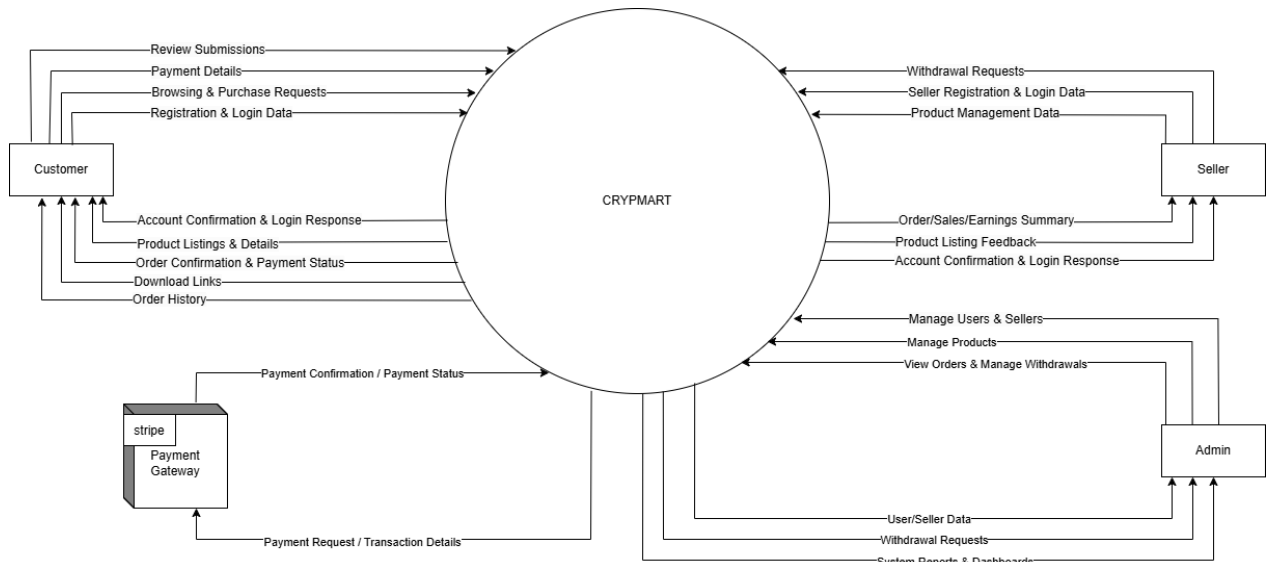 Review Submissions
Payment Details
Browsing & Purchase Requests
Registration & Login Data
Customer
Account Confirmation & Login Response
Product Listings & Details
Order Confirmation & Payment Status
Download Links
Order History
CRYPMART
Withdrawal Requests
Seller Registration & Login Data
Product Management Data
Seller
Order/Sales/Earnings Summary
Product Listing Feedback
Account Confirmation & Login Response
Manage Users & Sellers
Manage Products
View Orders & Manage Withdrawals
Admin
Payment Confirmation / Payment Status
stripe
Payment
Gateway
Payment Request / Transaction Details
User/Seller Data
Withdrawal Requests
System Reports & Dashboards